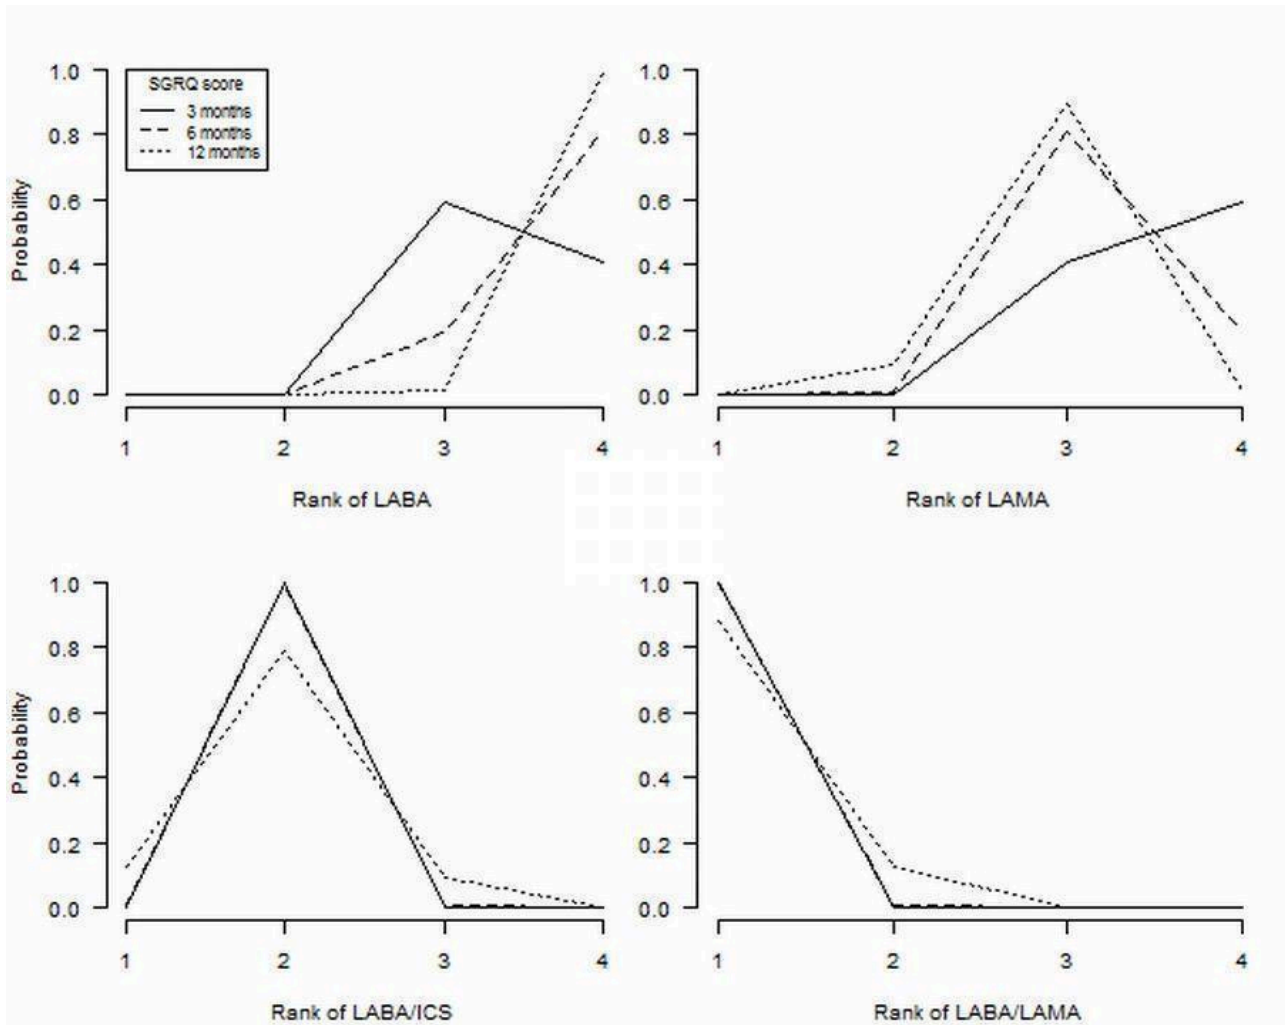 SGRQ score
3 months
6 months
12 months
Probability
1.0
0.8
0.6
0.4
0.2
0.0
1 2 3 4
Rank of LABA
1.0
0.8
0.6
0.4
0.2
0.0
1 2 3 4
Rank of LAMA
Probability
1.0
0.8
0.6
0.4
0.2
0.0
1 2 3 4
Rank of LABA/ICS
1.0
0.8
0.6
0.4
0.2
0.0
1 2 3 4
Rank of LABA/LAMA